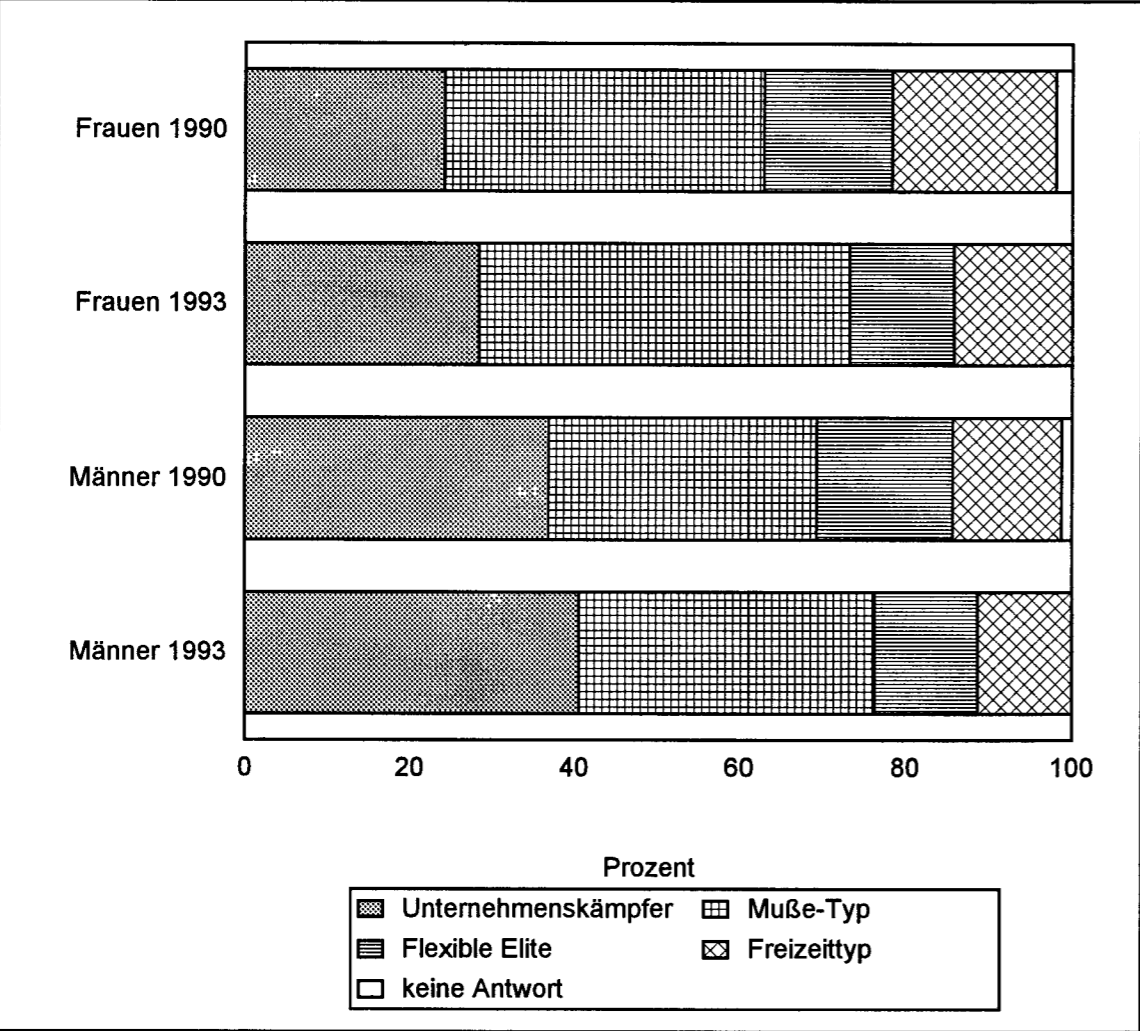 Frauen 1990
Frauen 1993
Männer 1990
Männer 1993
0 20 40 60 80 100
Prozent
Unternehmenskämpfer Muße-Typ
Flexible Elite Freizeittyp
keine Antwort